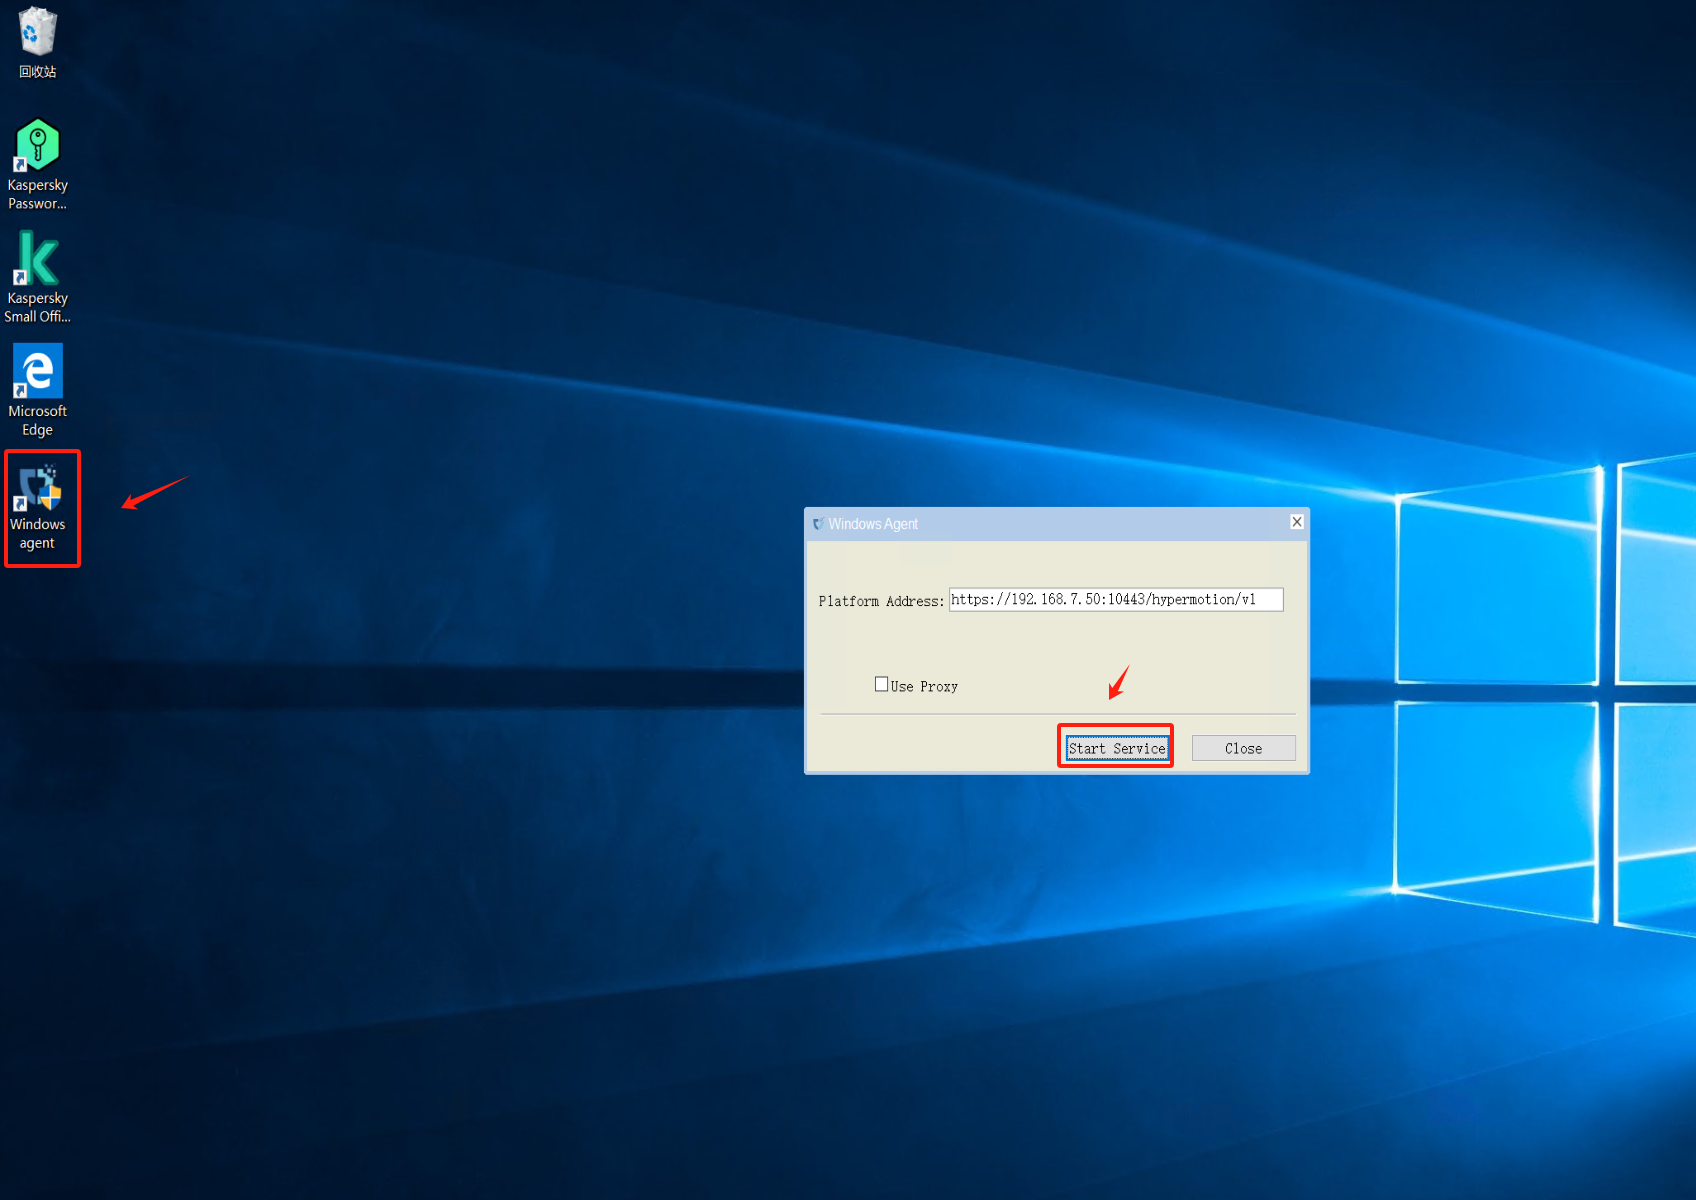 回收站
Kaspersky
Passwor...
Kaspersky
Small Offi...
Microsoft
Edge
Windows
agent
Windows Agent
Platform Address: https://192.168.7.50:10443/hypermotion/v1
Use Proxy
Start Service Close